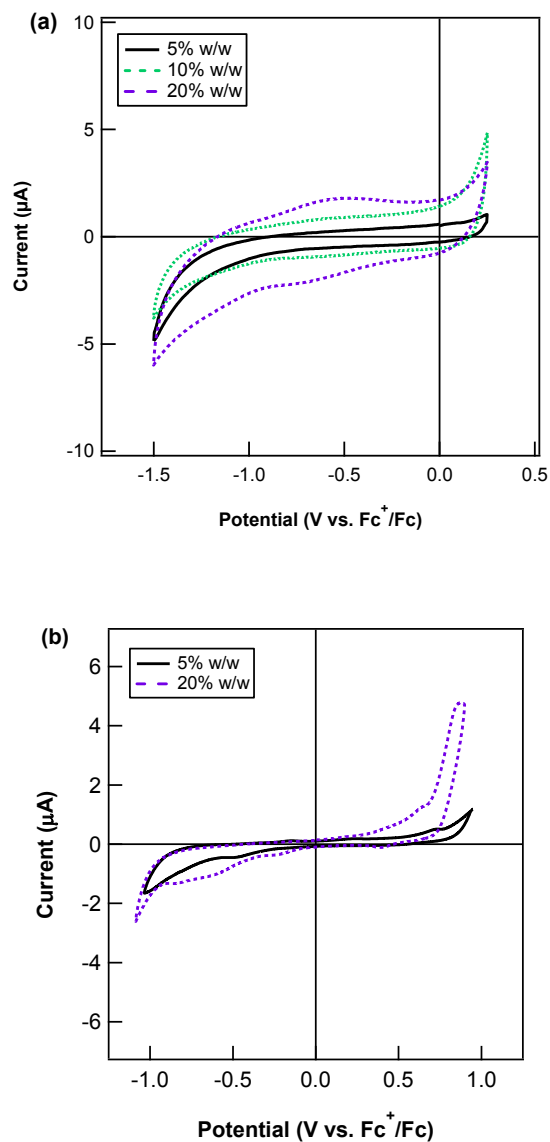 (a)
5% w/w
10% w/w
20% w/w
10
5
0
-5
-10
Current (µA)
-1.5 -1.0 -0.5 0.0 0.5
Potential (V vs. Fc⁺/Fc)
(b)
5% w/w
20% w/w
6
4
2
0
-2
-4
-6
Current (µA)
-1.0 -0.5 0.0 0.5 1.0
Potential (V vs. Fc⁺/Fc)